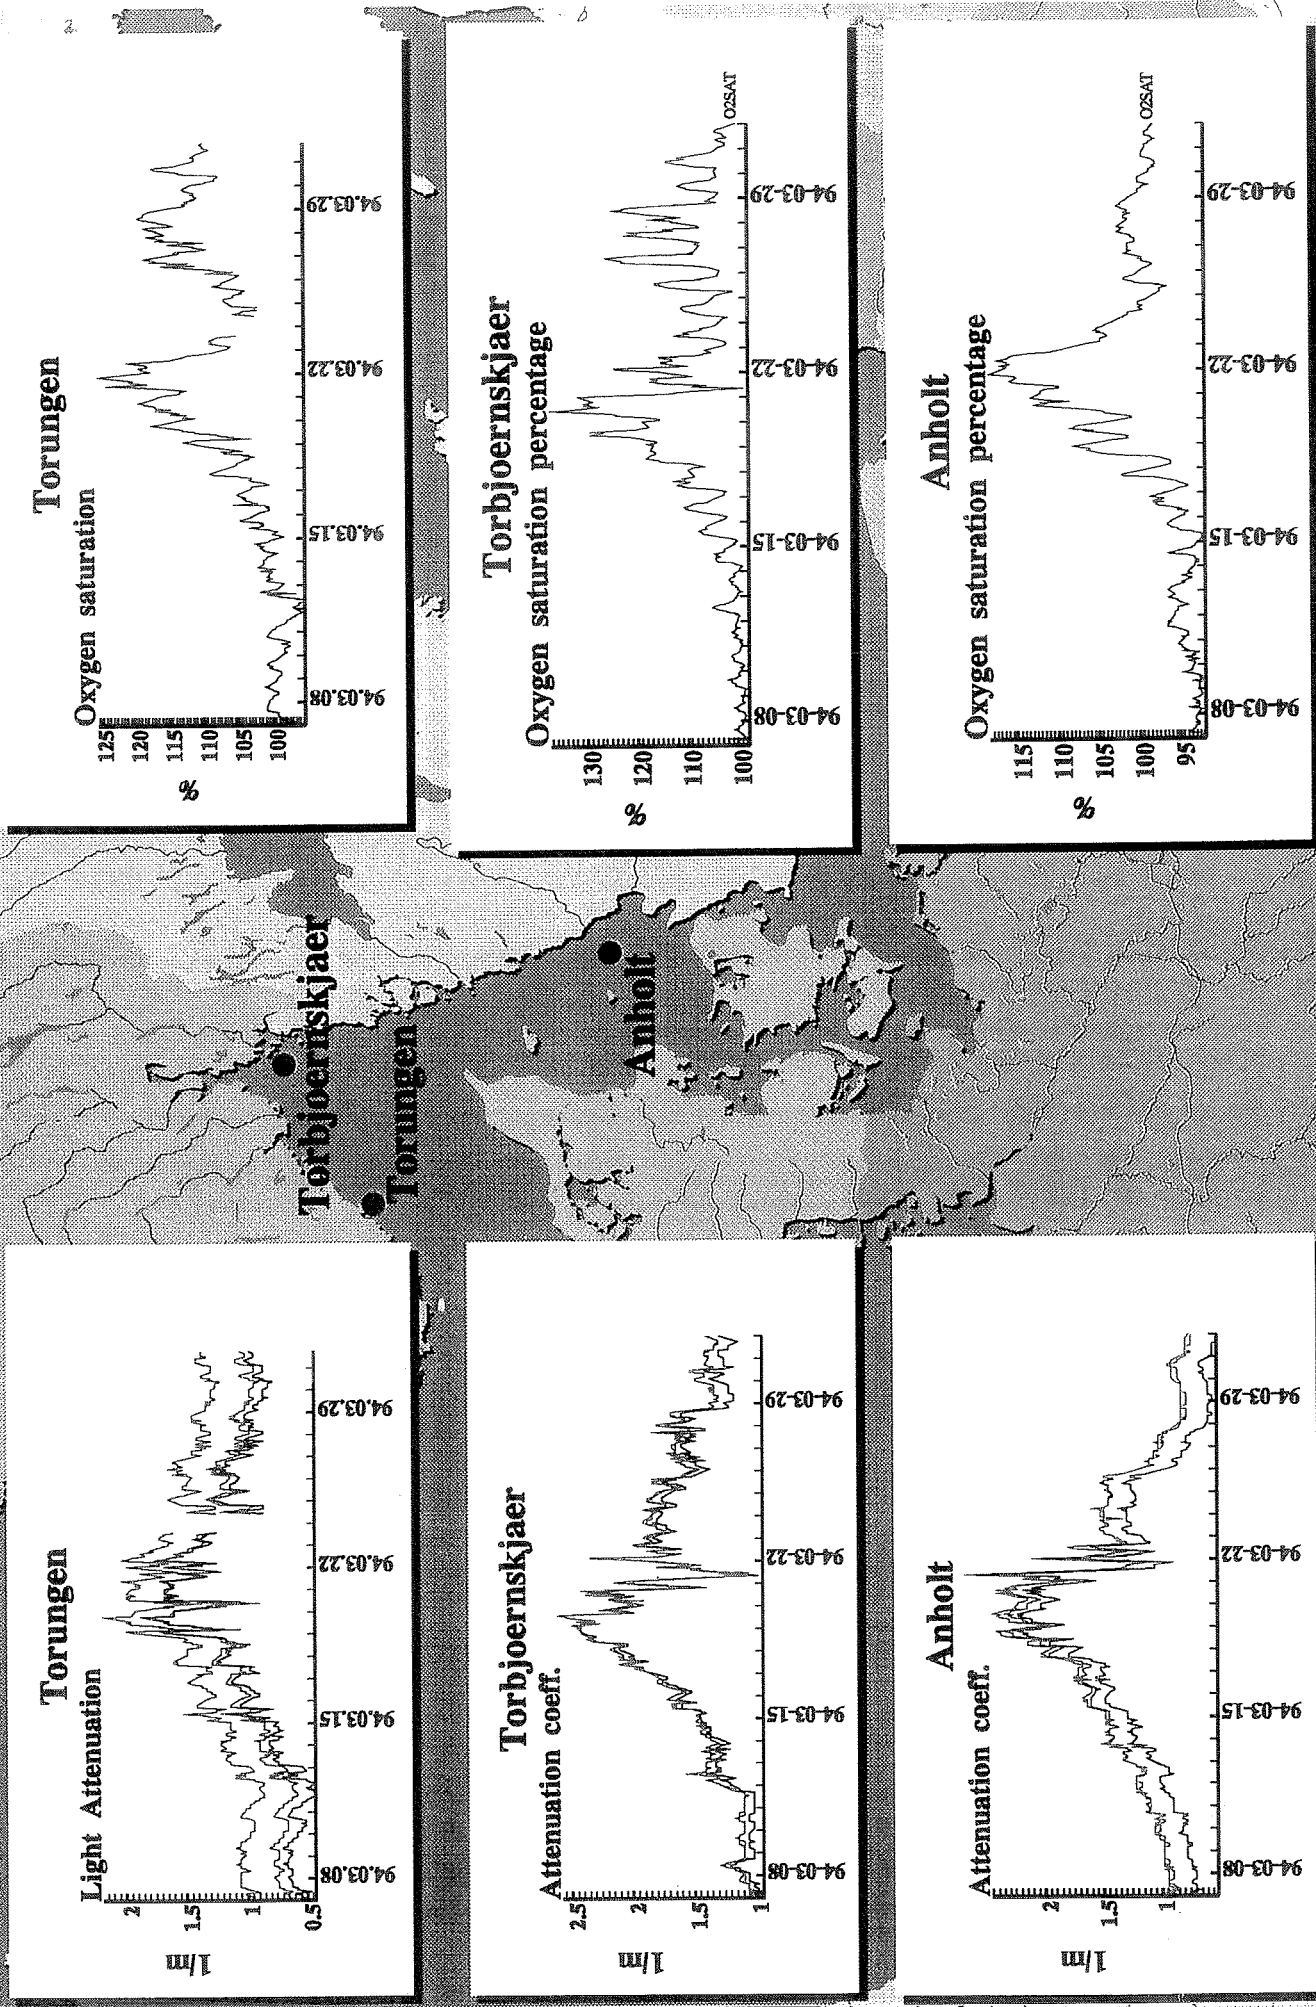 Torungen
Light Attenuation
1/m
2
1.5
1
0.5
94.03.08 94.03.15 94.03.22 94.03.29
Torbjoernskjaer
Attenuation coeff.
1/m
2.5
2
1.5
1
94-03-08 94-03-15 94-03-22 94-03-29
Anholt
Attenuation coeff.
1/m
2
1.5
1
94-03-08 94-03-15 94-03-22 94-03-29
Torbjoernskjaer
Torungen
Anholt
Torungen
Oxygen saturation
%
125
120
115
110
105
100
94.03.08 94.03.15 94.03.22 94.03.29
Torbjoernskjaer
Oxygen saturation percentage
%
130
120
110
100
O2SAT
94-03-08 94-03-15 94-03-22 94-03-29
Anholt
Oxygen saturation percentage
%
115
110
105
100
95
O2SAT
94-03-08 94-03-15 94-03-22 94-03-29